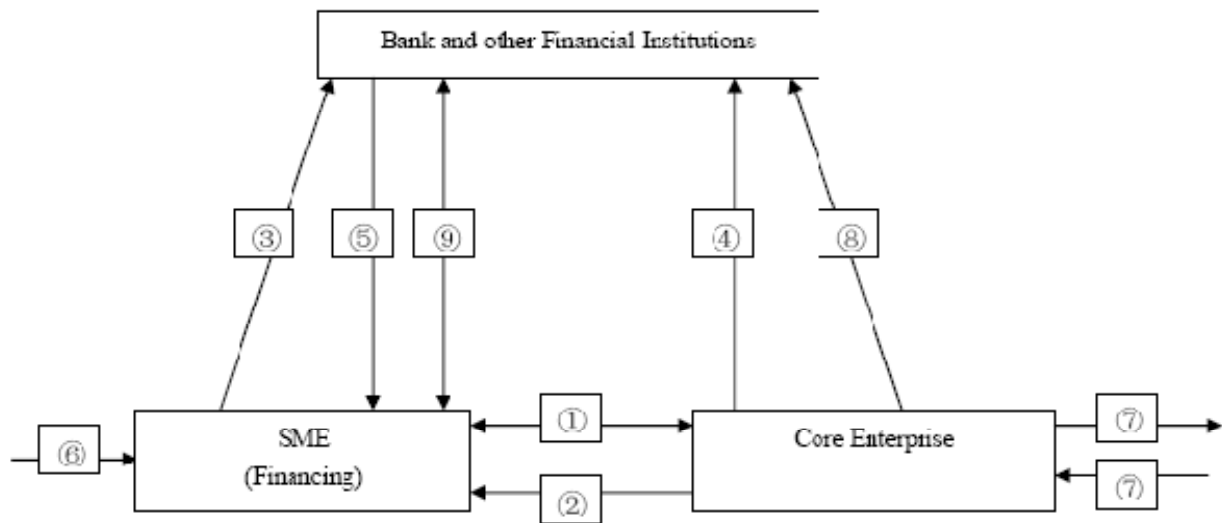 Bank and other Financial Institutions
③
⑤
⑨
④
⑧
SME
(Financing)
①
Core Enterprise
⑦
⑥
②
⑦